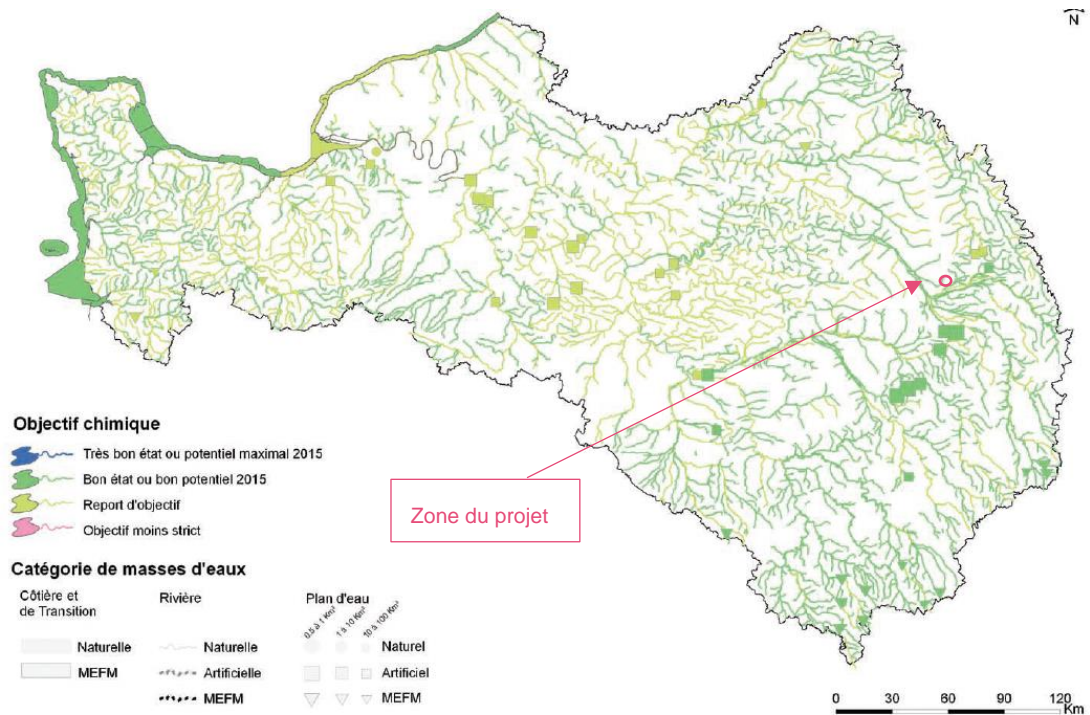 N
Objectif chimique
Très bon état ou potentiel maximal 2015
Bon état ou bon potentiel 2015
Report d'objectif
Objectif moins strict
Zone du projet
Catégorie de masses d'eaux
Côtière et
de Transition
Rivière
Plan d'eau
0.5 à 1 Km²
1 à 10 Km²
10 à 100 Km²
Naturelle
Naturelle
Naturel
MEFM
Artificielle
Artificiel
MEFM
MEFM
0 30 60 90 120
Km